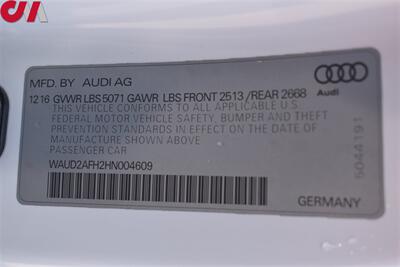 CIA
MFD. BY AUDI AG
Audi
12 16 GVWR LBS 5071 GAWR LBS FRONT 2513 /REAR 2668
THIS VEHICLE CONFORMS TO ALL APPLICABLE U.S.
FEDERAL MOTOR VEHICLE SAFETY, BUMPER AND THEFT
PREVENTION STANDARDS IN EFFECT ON THE DATE
OF MANUFACTURE SHOWN ABOVE
PASSENGER CAR
WAUD2AFH2HN004609
GERMANY
5044191